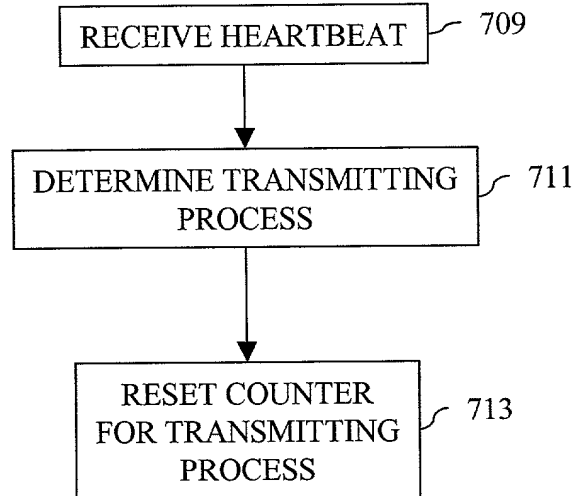 RECEIVE HEARTBEAT
709
DETERMINE TRANSMITTING
PROCESS
711
RESET COUNTER
FOR TRANSMITTING
PROCESS
713